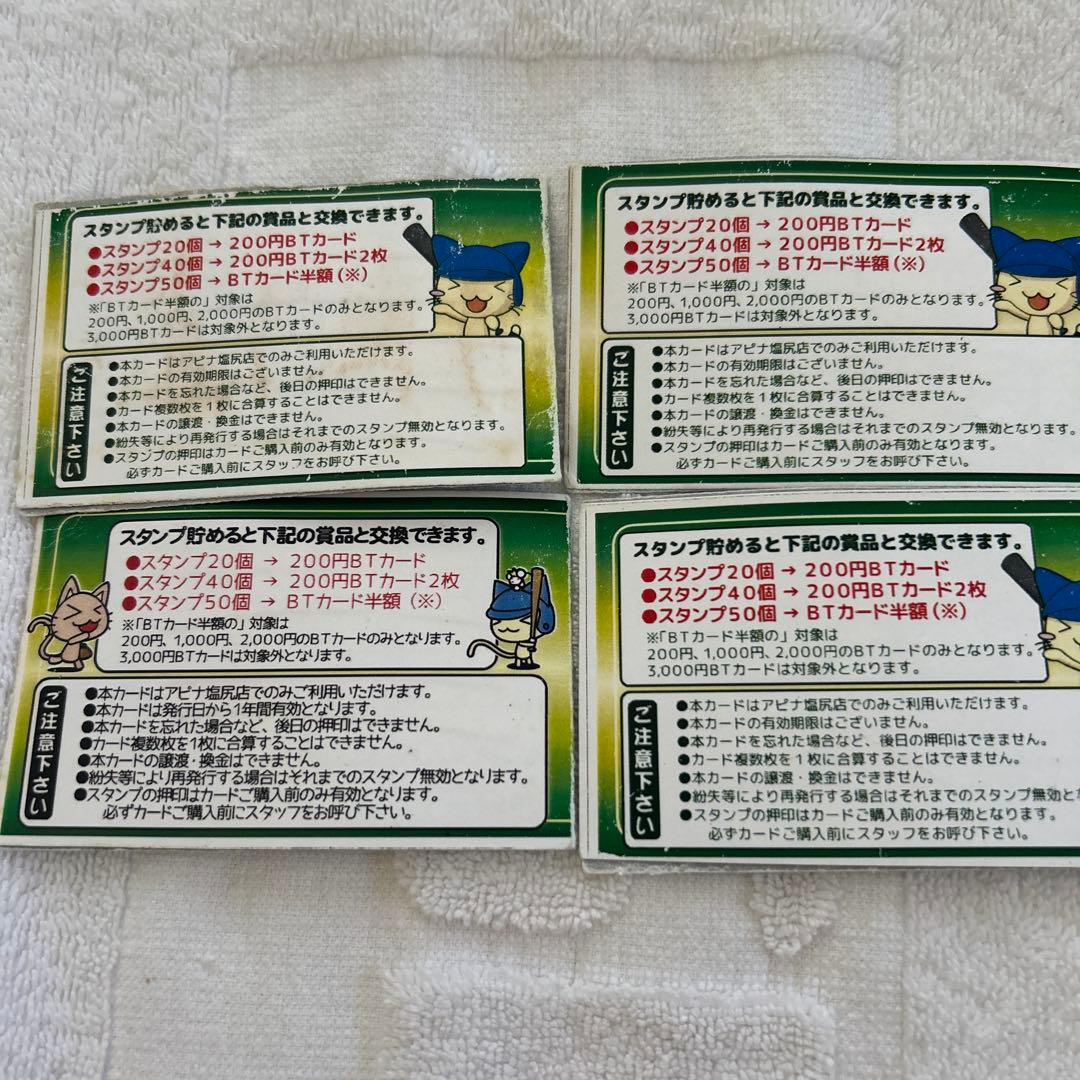 スタンプ貯めると下記の賞品と交換できます。
●スタンプ20個 → 200円BTカード
●スタンプ40個 → 200円BTカード2枚
●スタンプ50個 → BTカード半額(※)
※「BTカード半額の」対象は
200円、1,000円、2,000円のBTカードのみとなります。
3,000円BTカードは対象外となります。
ご注意下さい
●本カードはアピナ塩尻店でのみご利用いただけます。
●本カードの有効期限はございません。
●本カードを忘れた場合など、後日の押印はできません。
●カード複数枚を1枚に合算することはできません。
●本カードの譲渡・換金はできません。
●紛失等により再発行する場合はそれまでのスタンプ無効となります。
●スタンプの押印はカードご購入前のみ有効となります。
必ずカードご購入前にスタッフをお呼び下さい。
スタンプ貯めると下記の賞品と交換できます。
●スタンプ20個 → 200円BTカード
●スタンプ40個 → 200円BTカード2枚
●スタンプ50個 → BTカード半額(※)
※「BTカード半額の」対象は
200円、1,000円、2,000円のBTカードのみとなります。
3,000円BTカードは対象外となります。
ご注意下さい
●本カードはアピナ塩尻店でのみご利用いただけます。
●本カードの有効期限はございません。
●本カードを忘れた場合など、後日の押印はできません。
●カード複数枚を1枚に合算することはできません。
●本カードの譲渡・換金はできません。
●紛失等により再発行する場合はそれまでのスタンプ無効となります。
●スタンプの押印はカードご購入前のみ有効となります。
必ずカードご購入前にスタッフをお呼び下さい。
スタンプ貯めると下記の賞品と交換できます。
●スタンプ20個 → 200円BTカード
●スタンプ40個 → 200円BTカード2枚
●スタンプ50個 → BTカード半額(※)
※「BTカード半額の」対象は
200円、1,000円、2,000円のBTカードのみとなります。
3,000円BTカードは対象外となります。
ご注意下さい
●本カードはアピナ塩尻店でのみご利用いただけます。
●本カードは発行日から1年間有効となります。
●本カードを忘れた場合など、後日の押印はできません。
●カード複数枚を1枚に合算することはできません。
●本カードの譲渡・換金はできません。
●紛失等により再発行する場合はそれまでのスタンプ無効となります。
●スタンプの押印はカードご購入前のみ有効となります。
必ずカードご購入前にスタッフをお呼び下さい。
スタンプ貯めると下記の賞品と交換できます。
●スタンプ20個 → 200円BTカード
●スタンプ40個 → 200円BTカード2枚
●スタンプ50個 → BTカード半額(※)
※「BTカード半額の」対象は
200円、1,000円、2,000円のBTカードのみとなります。
3,000円BTカードは対象外となります。
ご注意下さい
●本カードはアピナ塩尻店でのみご利用いただけます。
●本カードの有効期限はございません。
●本カードを忘れた場合など、後日の押印はできません。
●カード複数枚を1枚に合算することはできません。
●本カードの譲渡・換金はできません。
●紛失等により再発行する場合はそれまでのスタンプ無効と
●スタンプの押印はカードご購入前のみ有効となります。
必ずカードご購入前にスタッフをお呼び下さい。